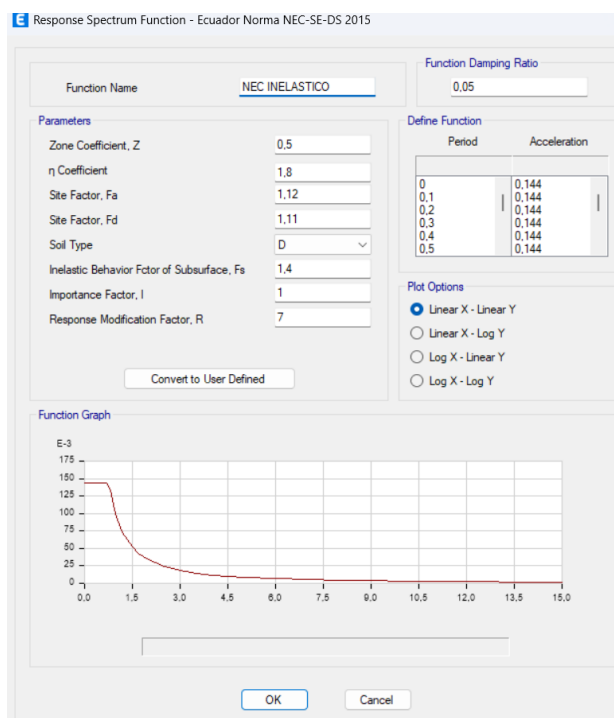 E Response Spectrum Function - Ecuador Norma NEC-SE-DS 2015
Function Name
NEC INELASTICO
Function Damping Ratio
0,05
Parameters
Zone Coefficient, Z 0,5
η Coefficient 1,8
Site Factor, Fa 1,12
Site Factor, Fd 1,11
Soil Type D
Inelastic Behavior Fctor of Subsurface, Fs 1,4
Importance Factor, I 1
Response Modification Factor, R 7
Convert to User Defined
Define Function
Period Acceleration
0 0,144
0,1 0,144
0,2 0,144
0,3 0,144
0,4 0,144
0,5 0,144
Plot Options
Linear X - Linear Y
Linear X - Log Y
Log X - Linear Y
Log X - Log Y
Function Graph
E-3
175
150
125
100
75
50
25
0
0,0 1,5 3,0 4,5 6,0 7,5 9,0 10,5 12,0 13,5 15,0
OK Cancel